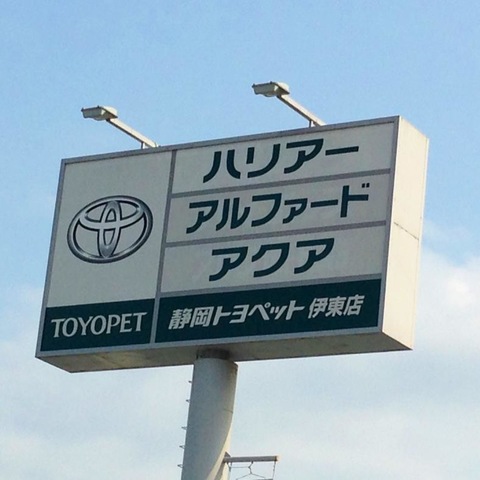 ハリアー
アルファード
アクア
TOYOPET
静岡トヨペット 伊東店